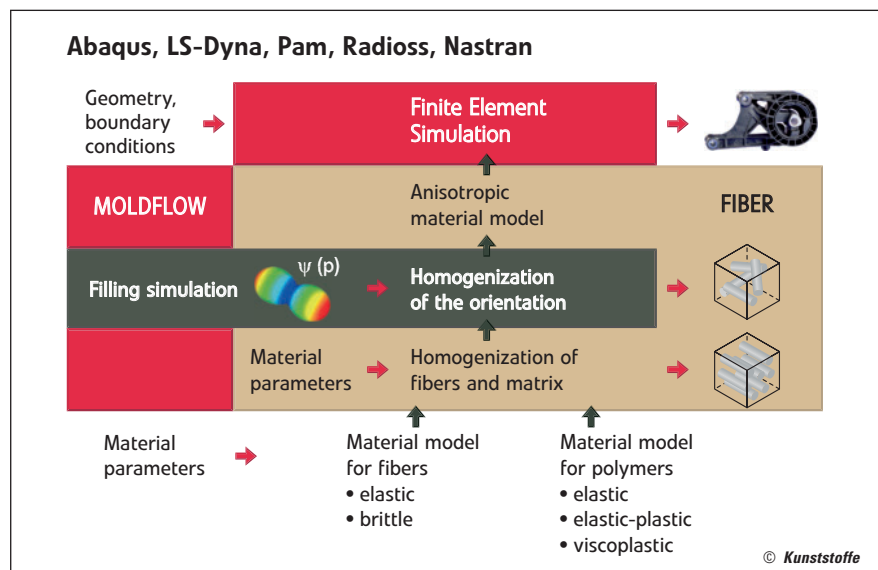 Abaqus, LS-Dyna, Pam, Radioss, Nastran
Geometry,
boundary
conditions
Finite Element
Simulation
MOLDFLOW
Anisotropic
material model
FIBER
Filling simulation
ψ (p)
Homogenization
of the orientation
Material
parameters
Homogenization of
fibers and matrix
Material
parameters
Material model
for fibers
• elastic
• brittle
Material model
for polymers
• elastic
• elastic-plastic
• viscoplastic
© Kunststoffe